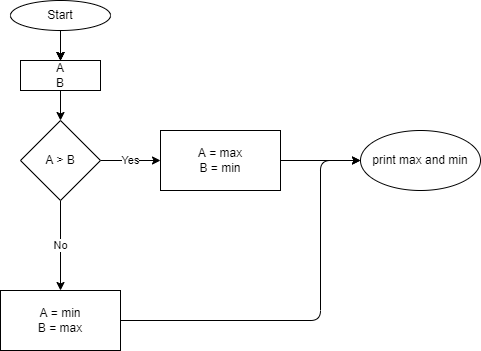 Start
A
B
A > B
Yes
A = max
B = min
print max and min
No
A = min
B = max